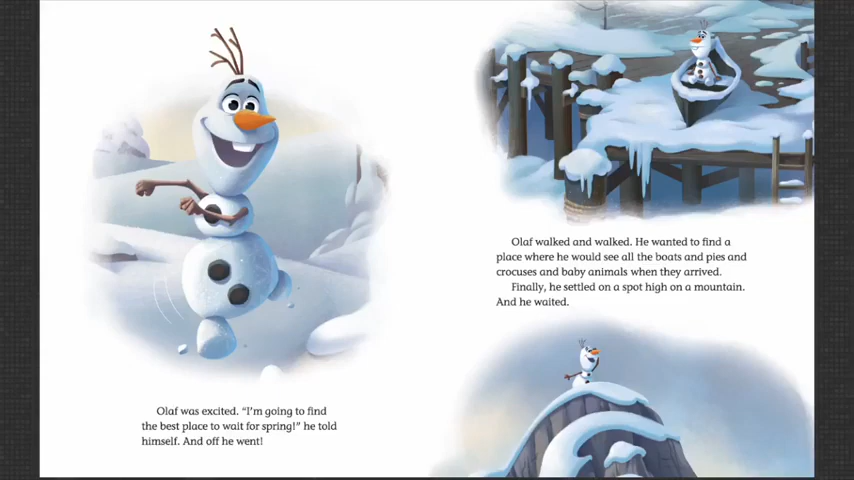 Olaf was excited. “I’m going to find
the best place to wait for spring!” he told
himself. And off he went!
Olaf walked and walked. He wanted to find a
place where he would see all the boats and pies and
crocuses and baby animals when they arrived.
Finally, he settled on a spot high on a mountain.
And he waited.